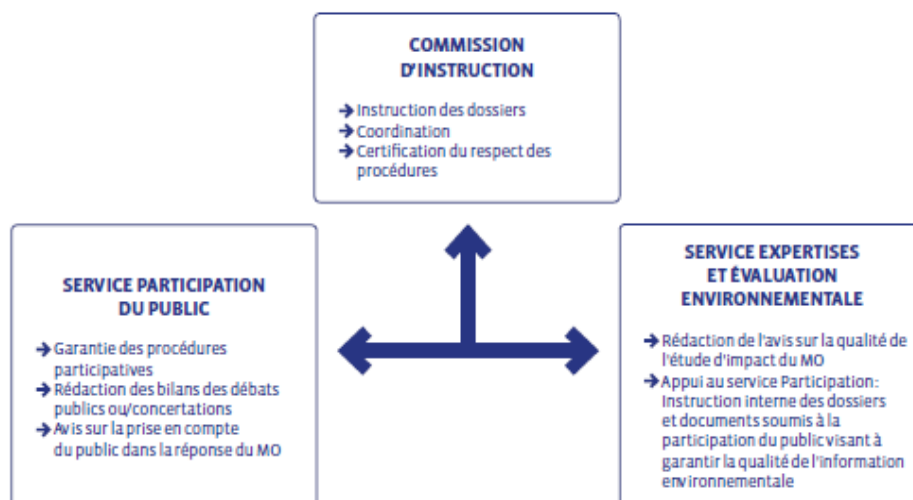 COMMISSION
D'INSTRUCTION
→ Instruction des dossiers
→ Coordination
→ Certification du respect des
procédures
SERVICE PARTICIPATION
DU PUBLIC
→ Garantie des procédures
participatives
→ Rédaction des bilans des débats
publics ou/concertations
→ Avis sur la prise en compte
du public dans la réponse du MO
SERVICE EXPERTISES
ET ÉVALUATION
ENVIRONNEMENTALE
→ Rédaction de l'avis sur la qualité de
l'étude d'impact du MO
→ Appui au service Participation:
Instruction interne des dossiers
et documents soumis à la
participation du public visant à
garantir la qualité de l'information
environnementale